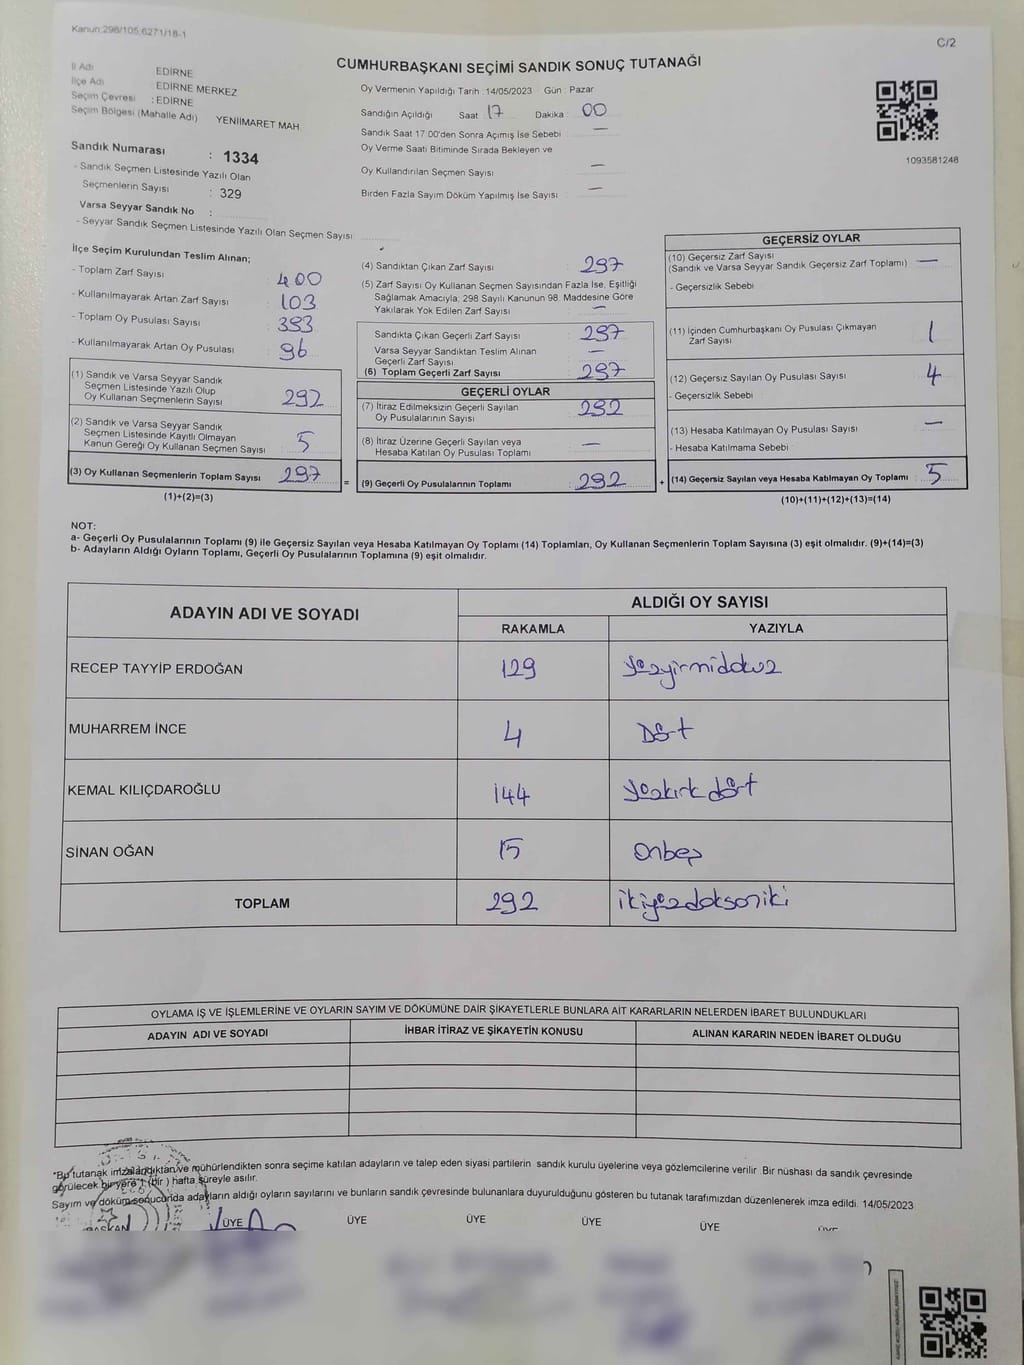 Kanun:298/105,6271/18-1
C/2
CUMHURBAŞKANI SEÇİMİ SANDIK SONUÇ TUTANAĞI
İl Adı EDİRNE
İlçe Adı EDİRNE MERKEZ
Seçim Çevresi : EDİRNE
Seçim Bölgesi (Mahalle Adı) YENİİMARET MAH.
Sandık Numarası : 1334
- Sandık Seçmen Listesinde Yazılı Olan
Seçmenlerin Sayısı : 329
Varsa Seyyar Sandık No :
- Seyyar Sandık Seçmen Listesinde Yazılı Olan Seçmen Sayısı:
Oy Vermenin Yapıldığı Tarih :14/05/2023 Gün : Pazar
Sandığın Açıldığı Saat : 17 Dakika : 00
Sandık Saat 17:00'den Sonra Açımış İse Sebebi : —
Oy Verme Saati Bitiminde Sırada Bekleyen ve
Oy Kullandırılan Seçmen Sayısı : —
Birden Fazla Sayım Döküm Yapılmış İse Sayısı : —
1093581248
İlçe Seçim Kurulundan Teslim Alınan;
- Toplam Zarf Sayısı : 400
- Kullanılmayarak Artan Zarf Sayısı : 103
- Toplam Oy Pusulası Sayısı : 393
- Kullanılmayarak Artan Oy Pusulası : 96
(1) Sandık ve Varsa Seyyar Sandık
Seçmen Listesinde Yazılı Olup
Oy Kullanan Seçmenlerin Sayısı : 292
(2) Sandık ve Varsa Seyyar Sandık
Seçmen Listesinde Kayıtlı Olmayan
Kanun Gereği Oy Kullanan Seçmen Sayısı : 5
(3) Oy Kullanan Seçmenlerin Toplam Sayısı : 297
(1)+(2)=(3)
(4) Sandıktan Çıkan Zarf Sayısı : 297
(5) Zarf Sayısı Oy Kullanan Seçmen Sayısından Fazla İse, Eşitliği
Sağlamak Amacıyla; 298 Sayılı Kanunun 98. Maddesine Göre
Yakılarak Yok Edilen Zarf Sayısı : —
Sandıkta Çıkan Geçerli Zarf Sayısı : 297
Varsa Seyyar Sandıktan Teslim Alınan
Geçerli Zarf Sayısı : —
(6) Toplam Geçerli Zarf Sayısı : 297
GEÇERLİ OYLAR
(7) İtiraz Edilmeksizin Geçerli Sayılan
Oy Pusulalarının Sayısı : 292
(8) İtiraz Üzerine Geçerli Sayılan veya
Hesaba Katılan Oy Pusulası Toplamı : —
= (9) Geçerli Oy Pusulalarının Toplamı : 292
GEÇERSİZ OYLAR
(10) Geçersiz Zarf Sayısı
(Sandık ve Varsa Seyyar Sandık Geçersiz Zarf Toplamı) : —
- Geçersizlik Sebebi
(11) İçinden Cumhurbaşkanı Oy Pusulası Çıkmayan
Zarf Sayısı : 1
(12) Geçersiz Sayılan Oy Pusulası Sayısı : 4
- Geçersizlik Sebebi
(13) Hesaba Katılmayan Oy Pusulası Sayısı : —
- Hesaba Katılmama Sebebi
+ (14) Geçersiz Sayılan veya Hesaba Katılmayan Oy Toplamı : 5
(10)+(11)+(12)+(13)=(14)
NOT:
a- Geçerli Oy Pusulalarının Toplamı (9) ile Geçersiz Sayılan veya Hesaba Katılmayan Oy Toplamı (14) Toplamları, Oy Kullanan Seçmenlerin Toplam Sayısına (3) eşit olmalıdır. (9)+(14)=(3)
b- Adayların Aldığı Oyların Toplamı, Geçerli Oy Pusulalarının Toplamına (9) eşit olmalıdır.
ADAYIN ADI VE SOYADI
ALDIĞI OY SAYISI
RAKAMLA YAZIYLA
RECEP TAYYİP ERDOĞAN 129 Yüzyirmidokuz
MUHARREM İNCE 4 Dört
KEMAL KILIÇDAROĞLU 144 Yüzkırk dört
SİNAN OĞAN 15 Onbeş
TOPLAM 292 ikiyüzdoksaniki
OYLAMA İŞ VE İŞLEMLERİNE VE OYLARIN SAYIM VE DÖKÜMÜNE DAİR ŞİKAYETLERLE BUNLARA AİT KARARLARIN NELERDEN İBARET BULUNDUKLARI
ADAYIN ADI VE SOYADI İHBAR İTİRAZ VE ŞİKAYETİN KONUSU ALINAN KARARIN NEDEN İBARET OLDUĞU
*Bu tutanak imzalandıktan ve mühürlendikten sonra seçime katılan adayların ve talep eden siyasi partilerin sandık kurulu üyelerine veya gözlemcilerine verilir. Bir nüshası da sandık çevresinde
görülecek bir yere 1 (bir ) hafta süreyle asılır.
Sayım ve döküm sonucunda adayların aldığı oyların sayılarını ve bunların sandık çevresinde bulunanlara duyurulduğunu gösteren bu tutanak tarafımızdan düzenlenerek imza edildi. 14/05/2023
BAŞKAN ÜYE ÜYE ÜYE ÜYE ÜYE ÜYE